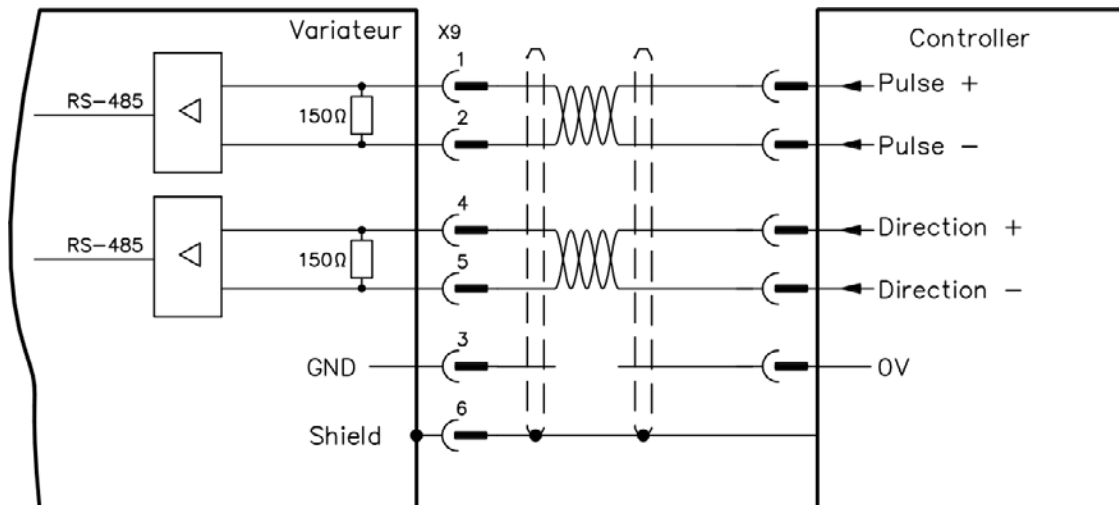 Variateur X9 Controller
1
RS-485 150Ω Pulse +
2
Pulse -
4
RS-485 150Ω Direction +
5
Direction -
3
GND 0V
6
Shield